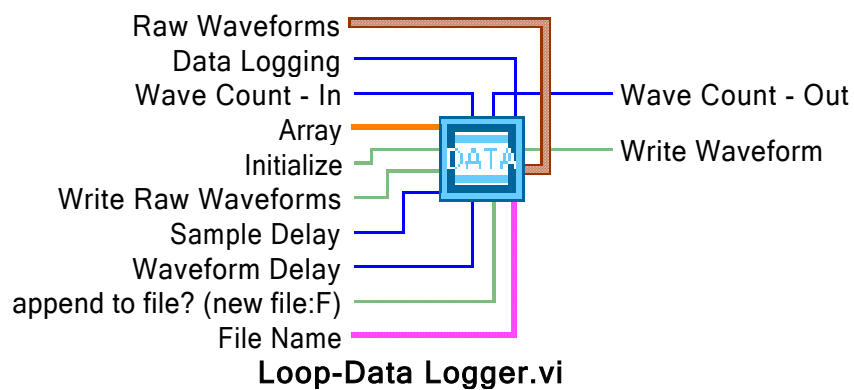 Raw Waveforms
Data Logging
Wave Count - In
Wave Count - Out
Array
DATA
Write Waveform
Initialize
Write Raw Waveforms
Sample Delay
Waveform Delay
append to file? (new file:F)
File Name
Loop-Data Logger.vi